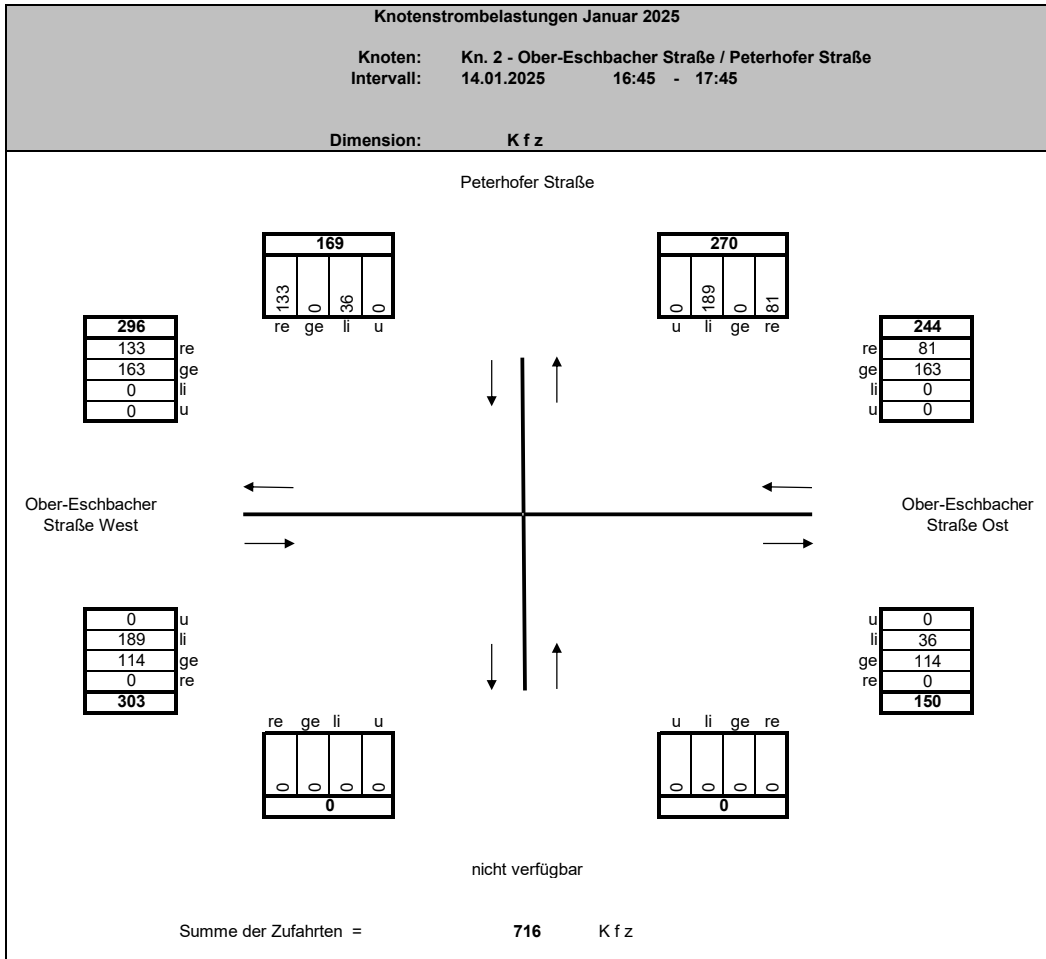 Knotenstrombelastungen Januar 2025
Knoten: Kn. 2 - Ober-Eschbacher Straße / Peterhofer Straße
Intervall: 14.01.2025 16:45 - 17:45
Dimension: K f z
Peterhofer Straße
169
133 0 36 0
re ge li u
270
0 189 0 81
u li ge re
296
133 re
163 ge
0 li
0 u
244
re 81
ge 163
li 0
u 0
Ober-Eschbacher
Straße West
Ober-Eschbacher
Straße Ost
0 u
189 li
114 ge
0 re
303
u 0
li 36
ge 114
re 0
150
re ge li u
0 0 0 0
0
u li ge re
0 0 0 0
0
nicht verfügbar
Summe der Zufahrten = 716 K f z